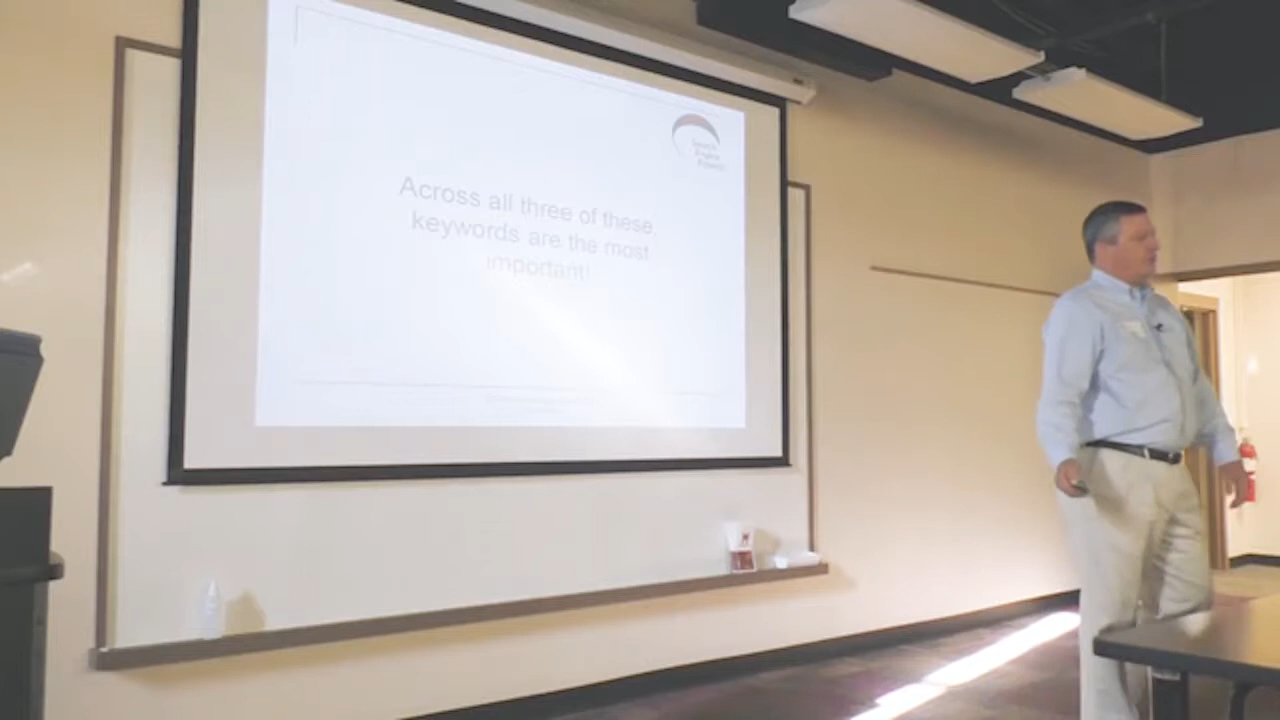 Across all three of these,
keywords are the most
important!